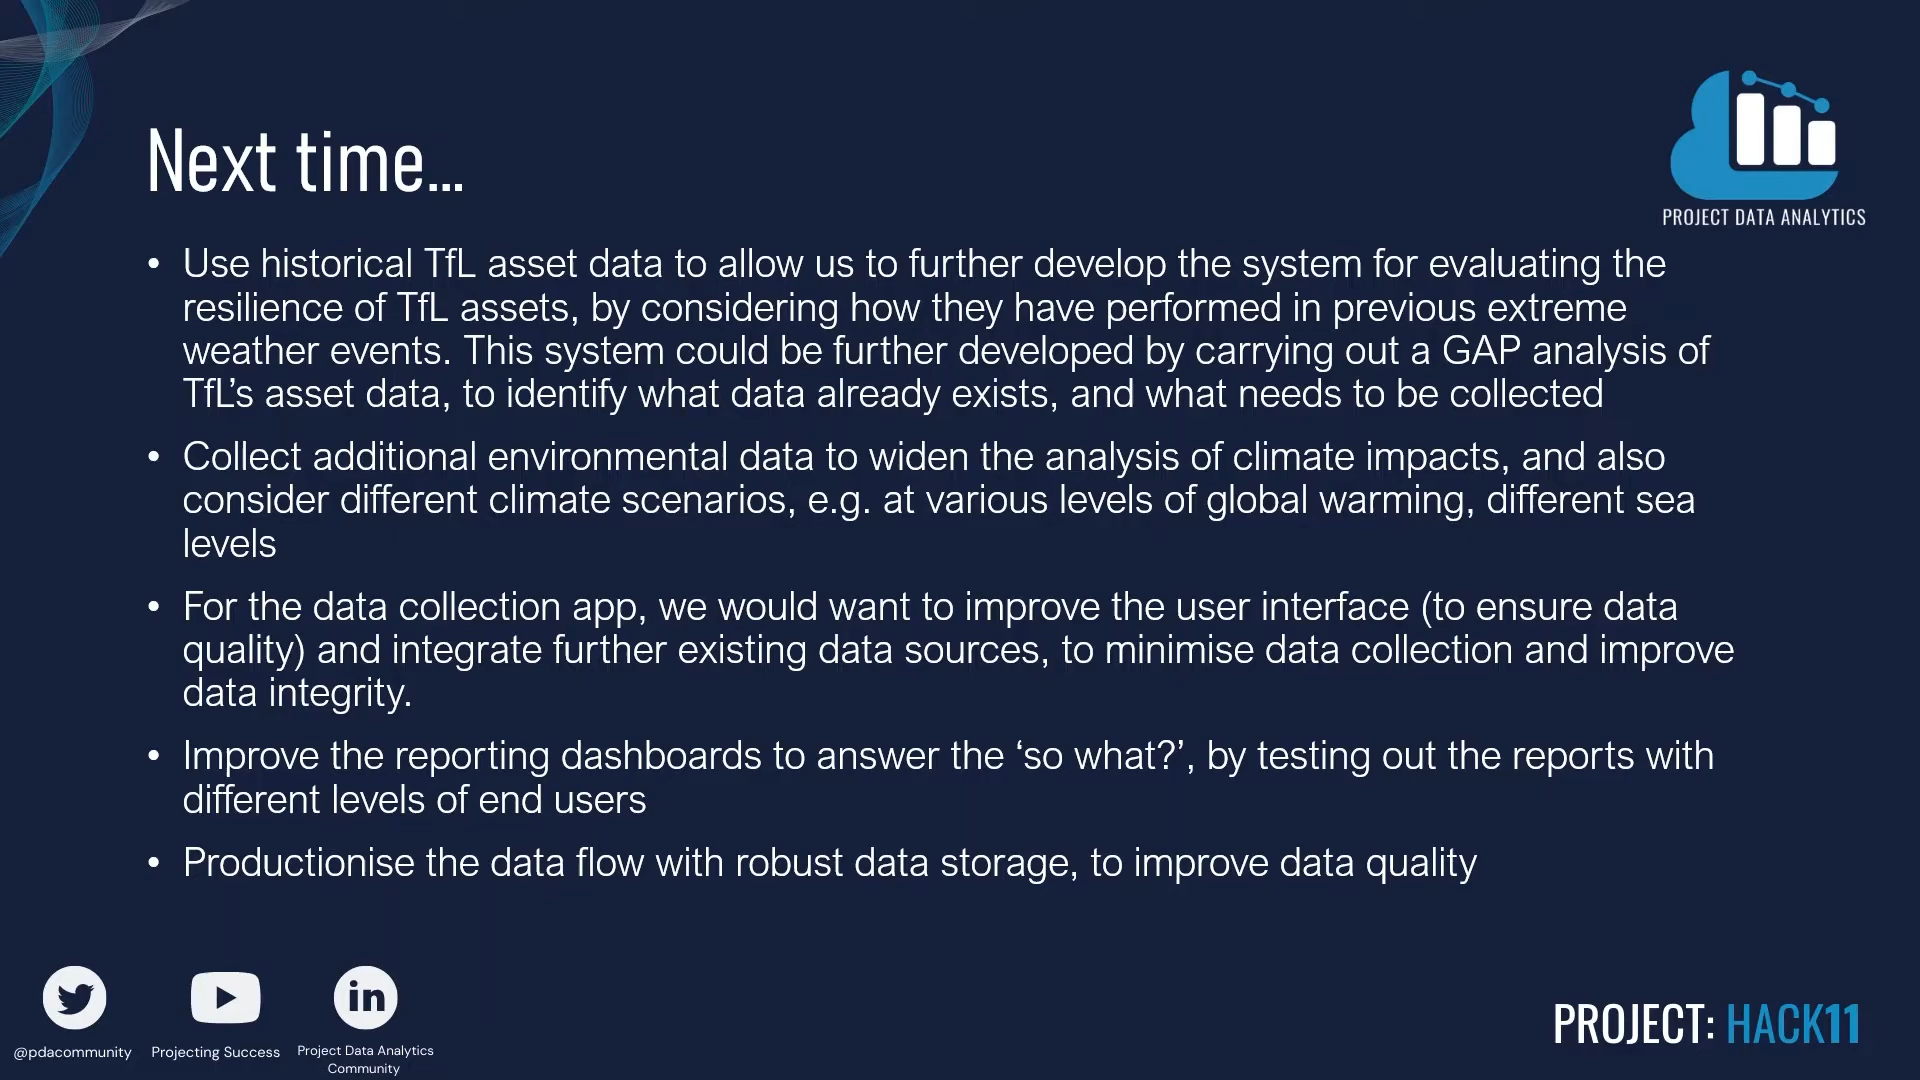 Next time...
PROJECT DATA ANALYTICS
• Use historical TfL asset data to allow us to further develop the system for evaluating the
resilience of TfL assets, by considering how they have performed in previous extreme
weather events. This system could be further developed by carrying out a GAP analysis of
TfL’s asset data, to identify what data already exists, and what needs to be collected
• Collect additional environmental data to widen the analysis of climate impacts, and also
consider different climate scenarios, e.g. at various levels of global warming, different sea
levels
• For the data collection app, we would want to improve the user interface (to ensure data
quality) and integrate further existing data sources, to minimise data collection and improve
data integrity.
• Improve the reporting dashboards to answer the ‘so what?’, by testing out the reports with
different levels of end users
• Productionise the data flow with robust data storage, to improve data quality
in
@pdacommunity
Projecting Success
Project Data Analytics
Community
PROJECT: HACK11